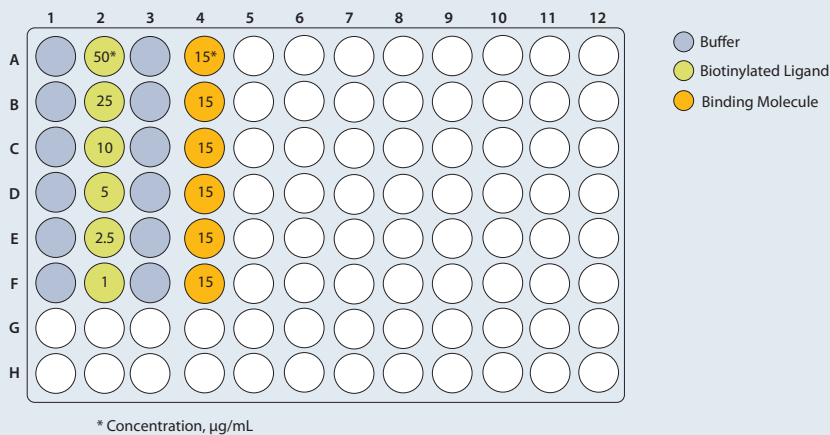 1 2 3 4 5 6 7 8 9 10 11 12
A 50* 15*
B 25 15
C 10 15
D 5 15
E 2.5 15
F 1 15
G
H
* Concentration, µg/mL
Buffer
Biotinylated Ligand
Binding Molecule